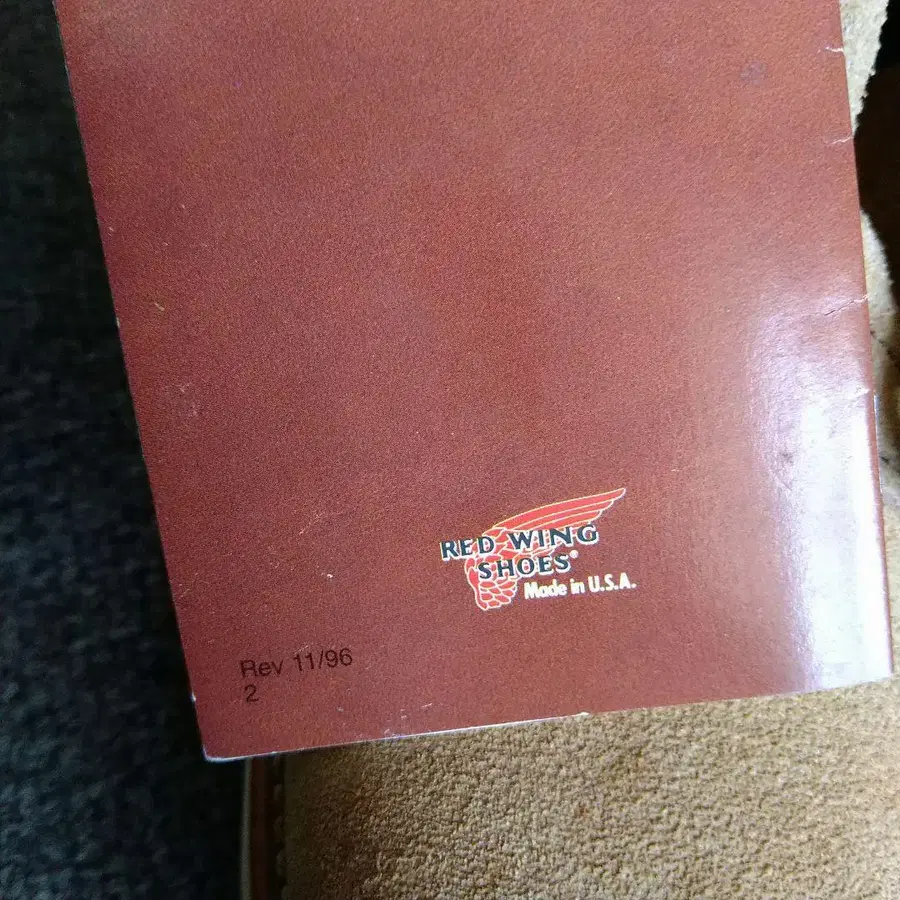 RED WING
SHOES®
Made in U.S.A.
Rev 11/96
2